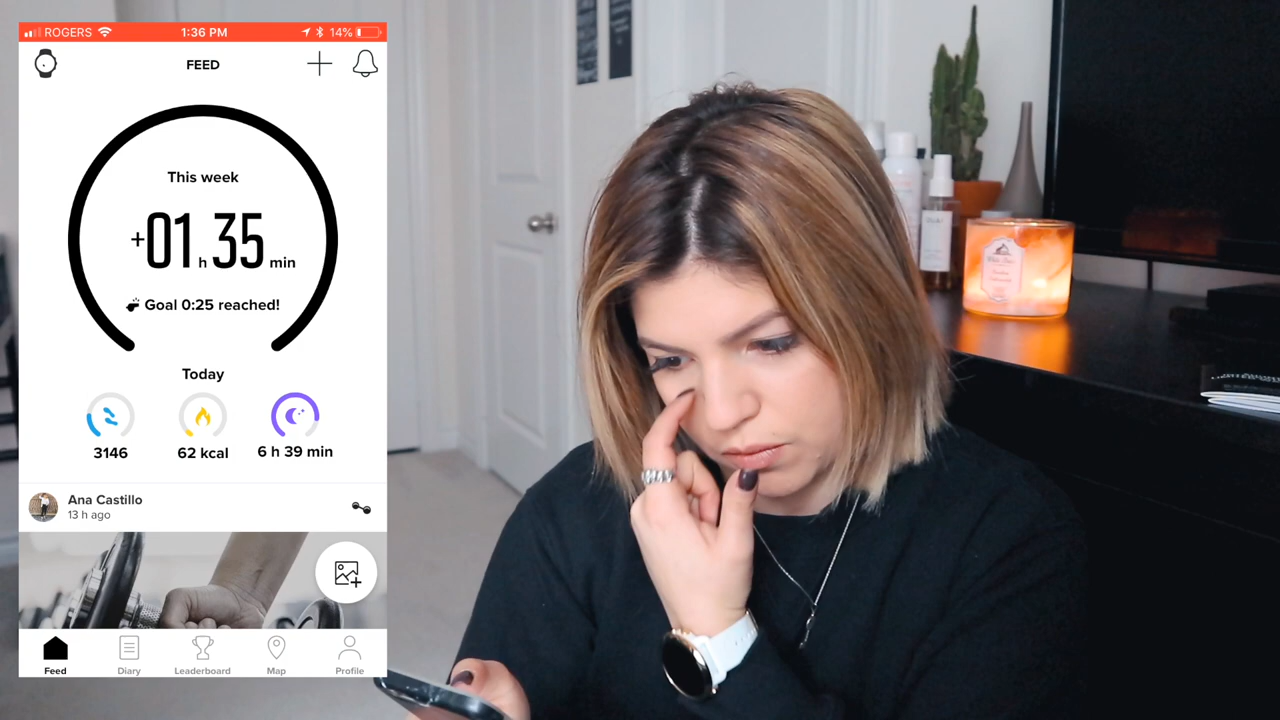 ROGERS 1:36 PM 14%
FEED
This week
+01 h 35 min
Goal 0:25 reached!
Today
3146 62 kcal 6 h 39 min
Ana Castillo
13 h ago
Feed Diary Leaderboard Map Profile